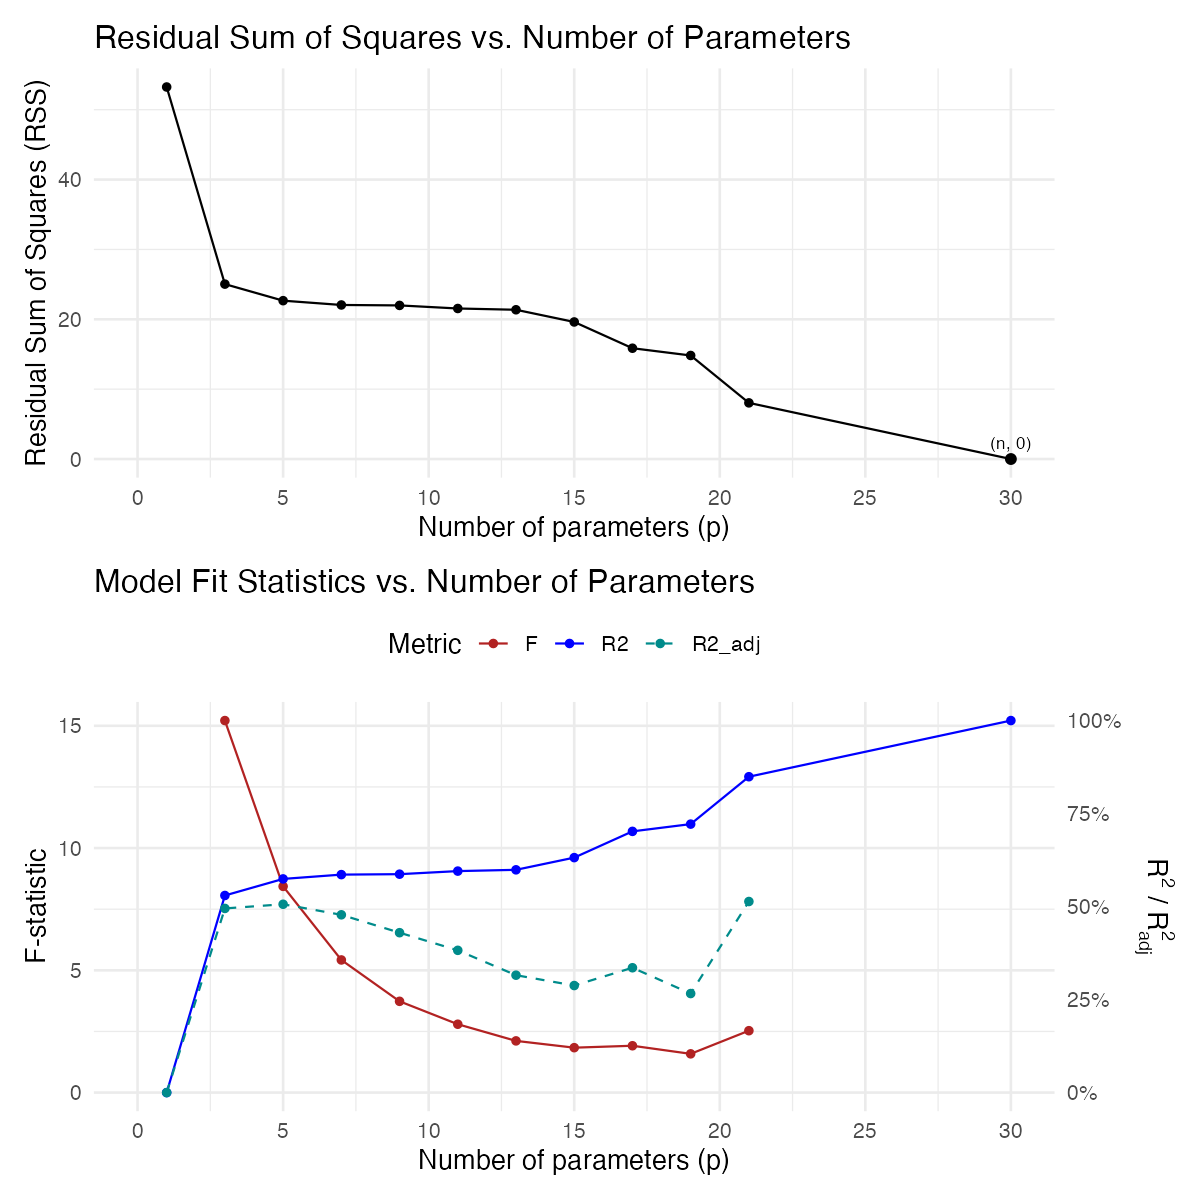 Residual Sum of Squares vs. Number of Parameters
Residual Sum of Squares (RSS)
40
20
0
(n, 0)
0 5 10 15 20 25 30
Number of parameters (p)
Model Fit Statistics vs. Number of Parameters
Metric F R2 R2_adj
F-statistic
15
10
5
0
100%
75%
50%
25%
0%
R² / R²adj
0 5 10 15 20 25 30
Number of parameters (p)